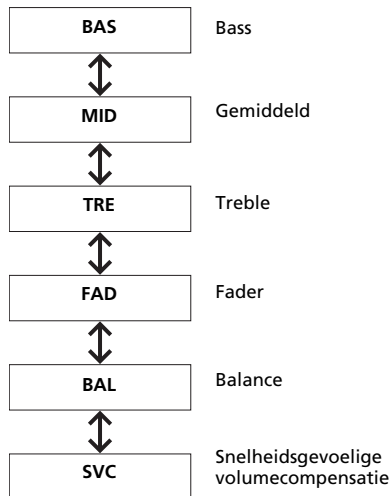 BAS Bass
MID Gemiddeld
TRE Treble
FAD Fader
BAL Balance
SVC Snelheidsgevoelige
volumecompensatie